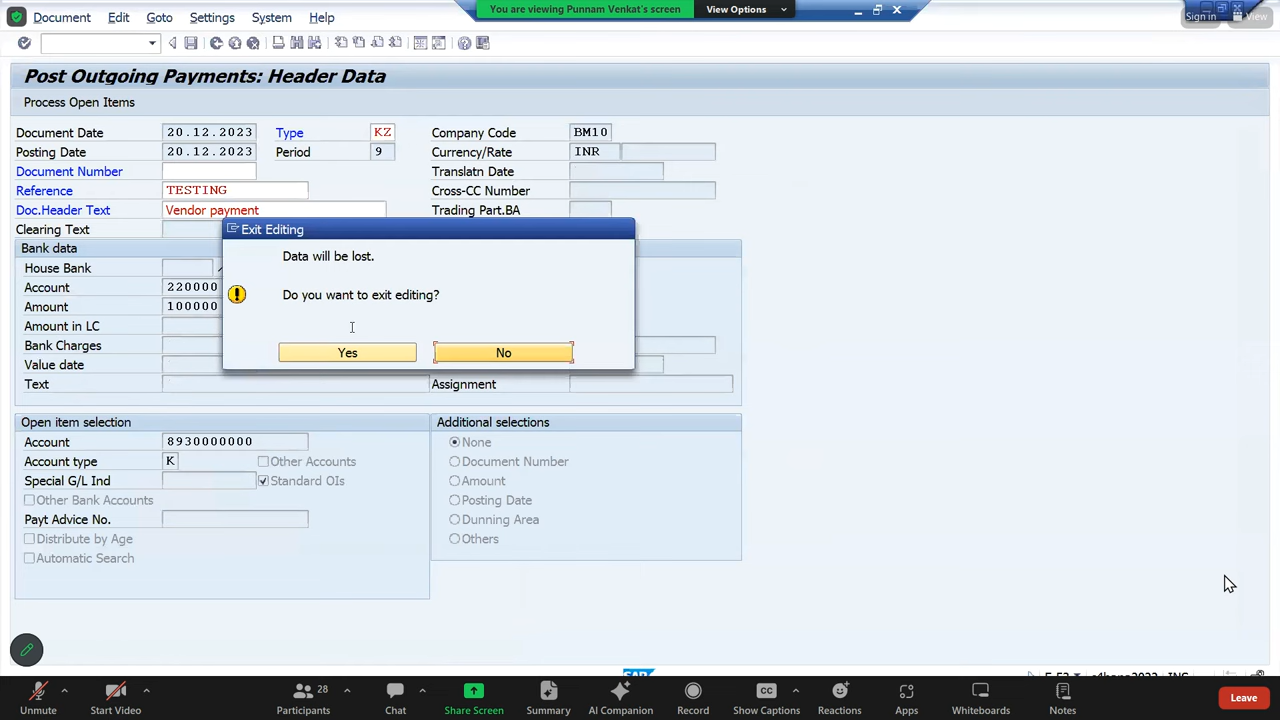 Document Edit Goto Settings System Help
You are viewing Punnam Venkat's screen View Options
Sign in View
Post Outgoing Payments: Header Data
Process Open Items
Document Date 20.12.2023 Type KZ Company Code BM10
Posting Date 20.12.2023 Period 9 Currency/Rate INR
Document Number Translatn Date
Reference TESTING Cross-CC Number
Doc.Header Text Vendor payment Trading Part.BA
Clearing Text
Exit Editing
Data will be lost.
Do you want to exit editing?
Yes No
Bank data
House Bank /
Account 220000
Amount 100000
Amount in LC
Bank Charges
Value date
Text Assignment
Open item selection Additional selections
Account 8930000000 None
Account type K Other Accounts Document Number
Special G/L Ind Standard OIs Amount
Other Bank Accounts Posting Date
Payt Advice No. Dunning Area
Distribute by Age Others
Automatic Search
SAP
Unmute Start Video Participants 28 Chat Share Screen Summary AI Companion Record Show Captions Reactions Apps Whiteboards Notes Leave